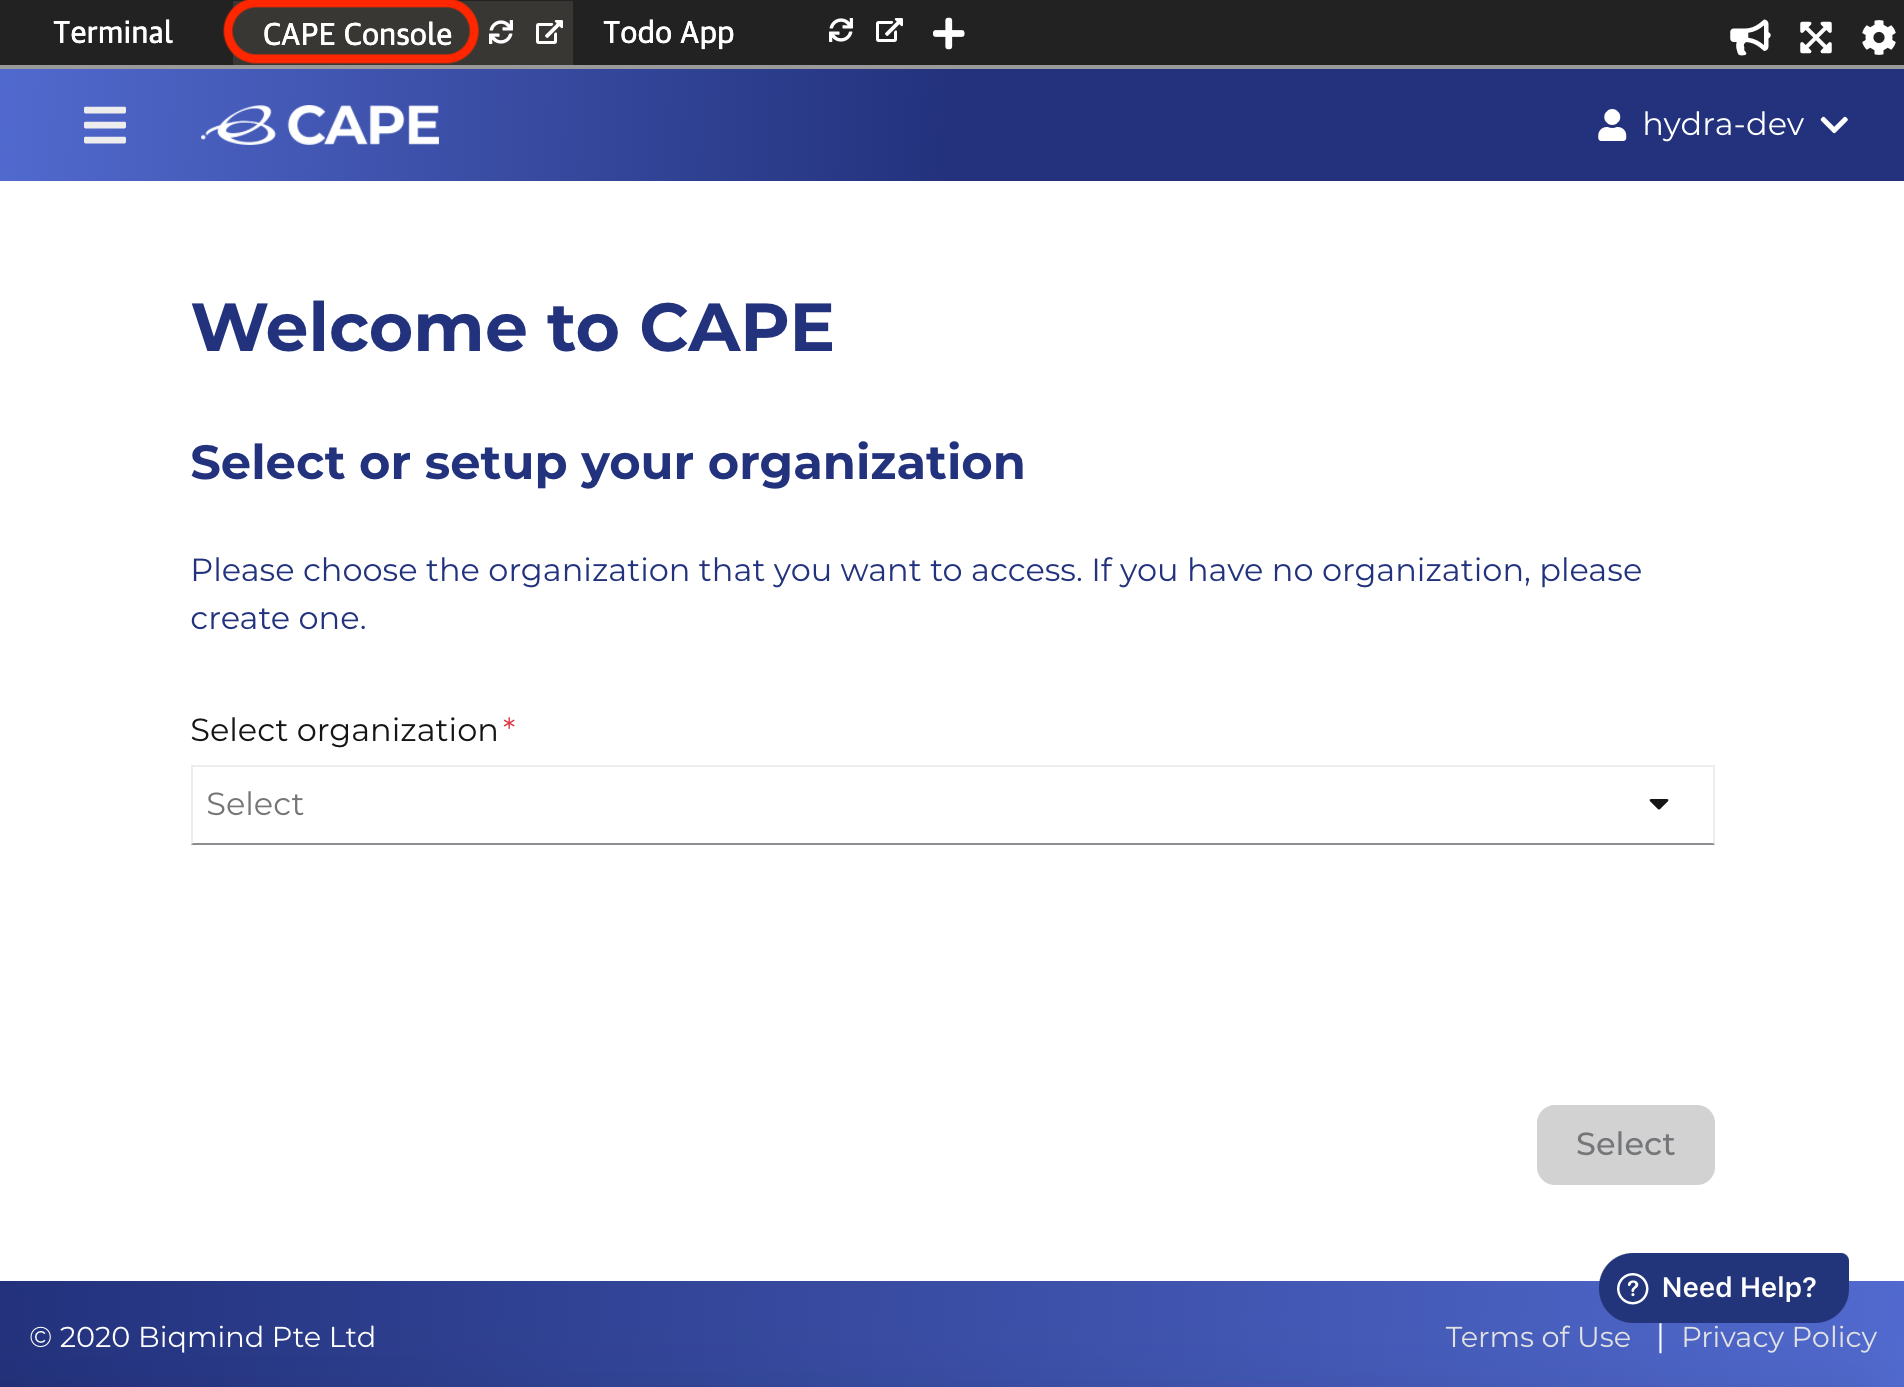 Terminal
CAPE Console
Todo App
CAPE
hydra-dev
Welcome to CAPE
Select or setup your organization
Please choose the organization that you want to access. If you have no organization, please
create one.
Select organization*
Select
Select
? Need Help?
© 2020 Biqmind Pte Ltd
Terms of Use | Privacy Policy